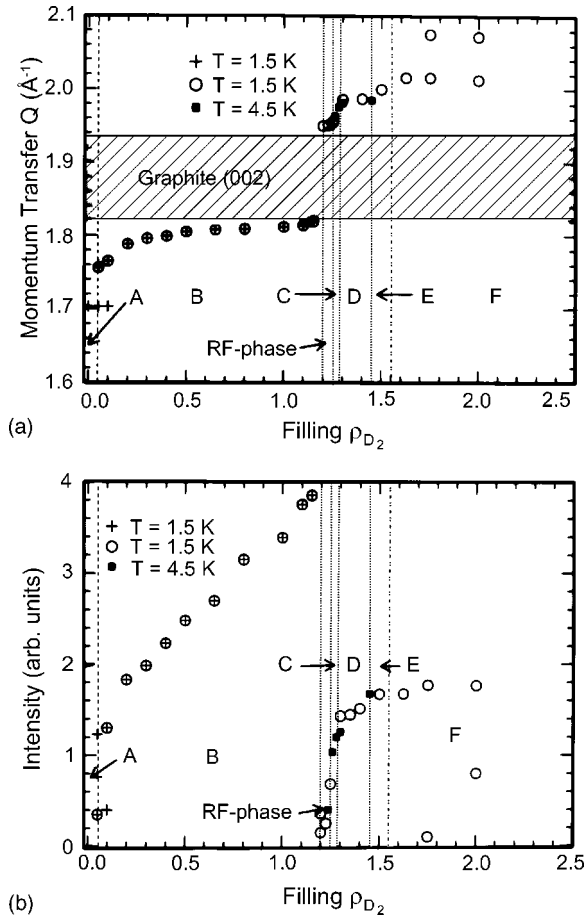 2.1
+ T = 1.5 K
○ T = 1.5 K
■ T = 4.5 K
2.0
1.9
Graphite (002)
1.8
A B C D E F
1.7
RF-phase
1.6
Momentum Transfer Q (Å⁻¹)
0.0 0.5 1.0 1.5 2.0 2.5
(a)
Filling ρD₂
4
+ T = 1.5 K
○ T = 1.5 K
■ T = 4.5 K
3
C D E
2
F
A B
1
RF-phase
0
Intensity (arb. units)
0.0 0.5 1.0 1.5 2.0 2.5
(b)
Filling ρD₂